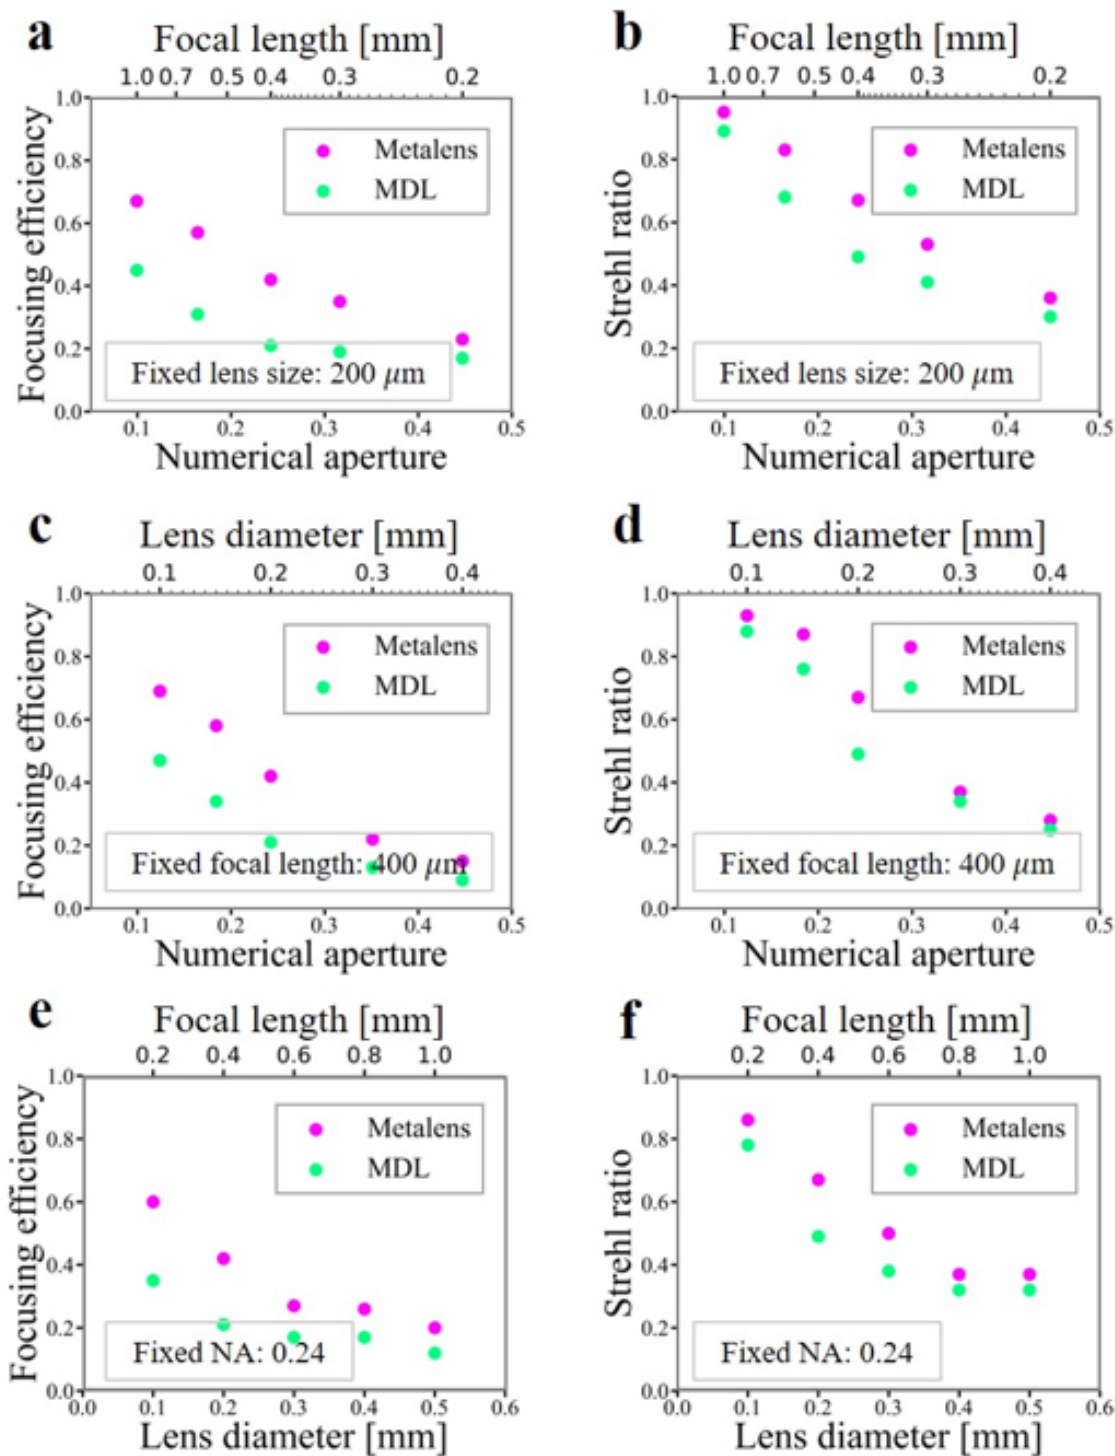 a
Focal length [mm]
1.0 0.7 0.5 0.4 0.3 0.2
Focusing efficiency
1.0
0.8
0.6
0.4
0.2
0.0
Metalens
MDL
Fixed lens size: 200 μm
0.1 0.2 0.3 0.4 0.5
Numerical aperture
b
Focal length [mm]
1.0 0.7 0.5 0.4 0.3 0.2
Strehl ratio
1.0
0.8
0.6
0.4
0.2
0.0
Metalens
MDL
Fixed lens size: 200 μm
0.1 0.2 0.3 0.4 0.5
Numerical aperture
c
Lens diameter [mm]
0.1 0.2 0.3 0.4
Focusing efficiency
1.0
0.8
0.6
0.4
0.2
0.0
Metalens
MDL
Fixed focal length: 400 μm
0.1 0.2 0.3 0.4 0.5
Numerical aperture
d
Lens diameter [mm]
0.1 0.2 0.3 0.4
Strehl ratio
1.0
0.8
0.6
0.4
0.2
0.0
Metalens
MDL
Fixed focal length: 400 μm
0.1 0.2 0.3 0.4 0.5
Numerical aperture
e
Focal length [mm]
0.2 0.4 0.6 0.8 1.0
Focusing efficiency
1.0
0.8
0.6
0.4
0.2
0.0
Metalens
MDL
Fixed NA: 0.24
0.0 0.1 0.2 0.3 0.4 0.5 0.6
Lens diameter [mm]
f
Focal length [mm]
0.2 0.4 0.6 0.8 1.0
Strehl ratio
1.0
0.8
0.6
0.4
0.2
0.0
Metalens
MDL
Fixed NA: 0.24
0.0 0.1 0.2 0.3 0.4 0.5 0.6
Lens diameter [mm]